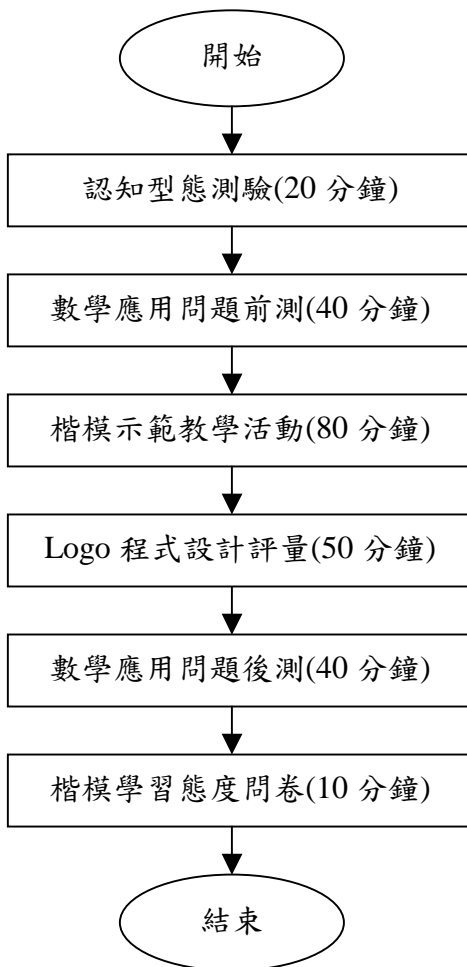 開始
認知型態測驗(20 分鐘)
數學應用問題前測(40 分鐘)
楷模示範教學活動(80 分鐘)
Logo 程式設計評量(50 分鐘)
數學應用問題後測(40 分鐘)
楷模學習態度問卷(10 分鐘)
結束